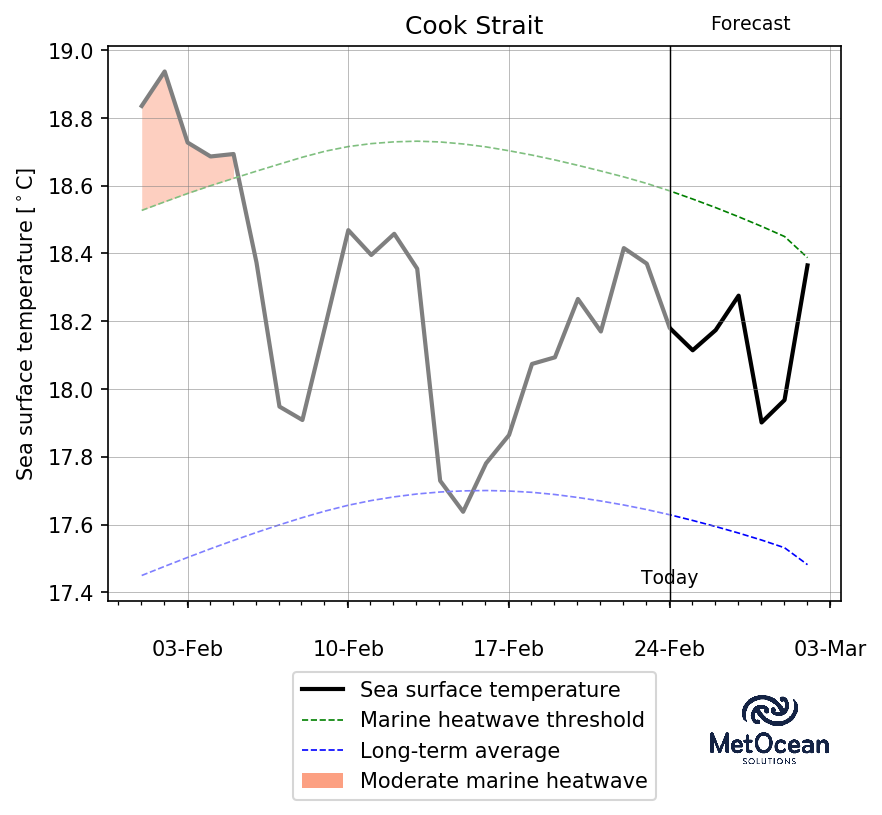 Cook Strait
Forecast
Sea surface temperature [°C]
19.0
18.8
18.6
18.4
18.2
18.0
17.8
17.6
17.4
Today
03-Feb
10-Feb
17-Feb
24-Feb
03-Mar
Sea surface temperature
Marine heatwave threshold
Long-term average
Moderate marine heatwave
MetOcean
SOLUTIONS